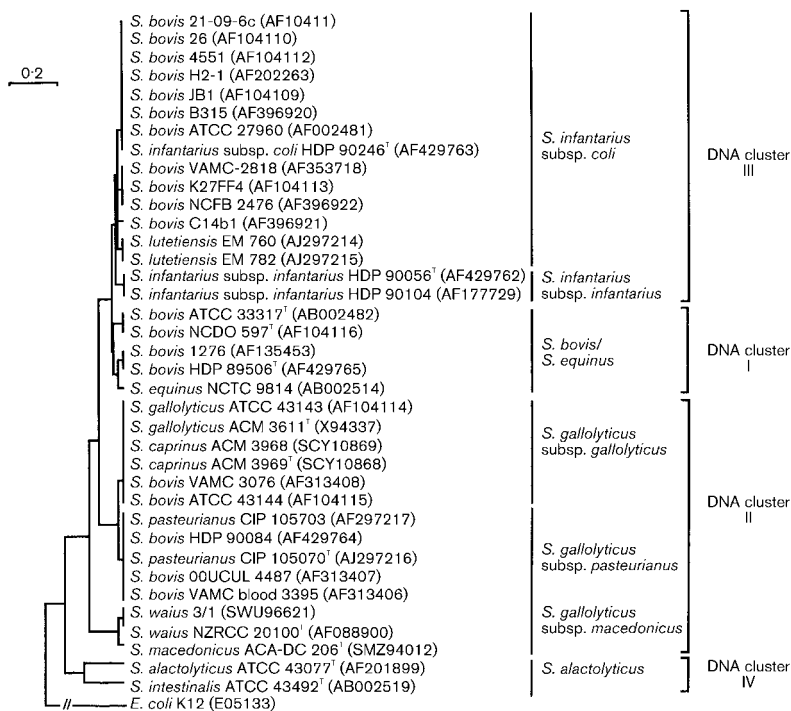 0·2
S. bovis 21-09-6c (AF10411)
S. bovis 26 (AF104110)
S. bovis 4551 (AF104112)
S. bovis H2-1 (AF202263)
S. bovis JB1 (AF104109)
S. bovis B315 (AF396920)
S. bovis ATCC 27960 (AF002481)
S. infantarius subsp. coli HDP 90246ᵀ (AF429763)
S. bovis VAMC-2818 (AF353718)
S. bovis K27FF4 (AF104113)
S. bovis NCFB 2476 (AF396922)
S. bovis C14b1 (AF396921)
S. lutetiensis EM 760 (AJ297214)
S. lutetiensis EM 782 (AJ297215)
S. infantarius subsp. infantarius HDP 90056ᵀ (AF429762)
S. infantarius subsp. infantarius HDP 90104 (AF177729)
S. bovis ATCC 33317ᵀ (AB002482)
S. bovis NCDO 597ᵀ (AF104116)
S. bovis 1276 (AF135453)
S. bovis HDP 89506ᵀ (AF429765)
S. equinus NCTC 9814 (AB002514)
S. gallolyticus ATCC 43143 (AF104114)
S. gallolyticus ACM 3611ᵀ (X94337)
S. caprinus ACM 3968 (SCY10869)
S. caprinus ACM 3969ᵀ (SCY10868)
S. bovis VAMC 3076 (AF313408)
S. bovis ATCC 43144 (AF104115)
S. pasteurianus CIP 105703 (AF297217)
S. bovis HDP 90084 (AF429764)
S. pasteurianus CIP 105070ᵀ (AJ297216)
S. bovis 00UCUL 4487 (AF313407)
S. bovis VAMC blood 3395 (AF313406)
S. waius 3/1 (SWU96621)
S. waius NZRCC 20100ᵀ (AF088900)
S. macedonicus ACA-DC 206ᵀ (SMZ94012)
S. alactolyticus ATCC 43077ᵀ (AF201899)
S. intestinalis ATCC 43492ᵀ (AB002519)
E. coli K12 (E05133)
S. infantarius
subsp. coli
S. infantarius
subsp. infantarius
S. bovis/
S. equinus
S. gallolyticus
subsp. gallolyticus
S. gallolyticus
subsp. pasteurianus
S. gallolyticus
subsp. macedonicus
S. alactolyticus
DNA cluster
III
DNA cluster
I
DNA cluster
II
DNA cluster
IV